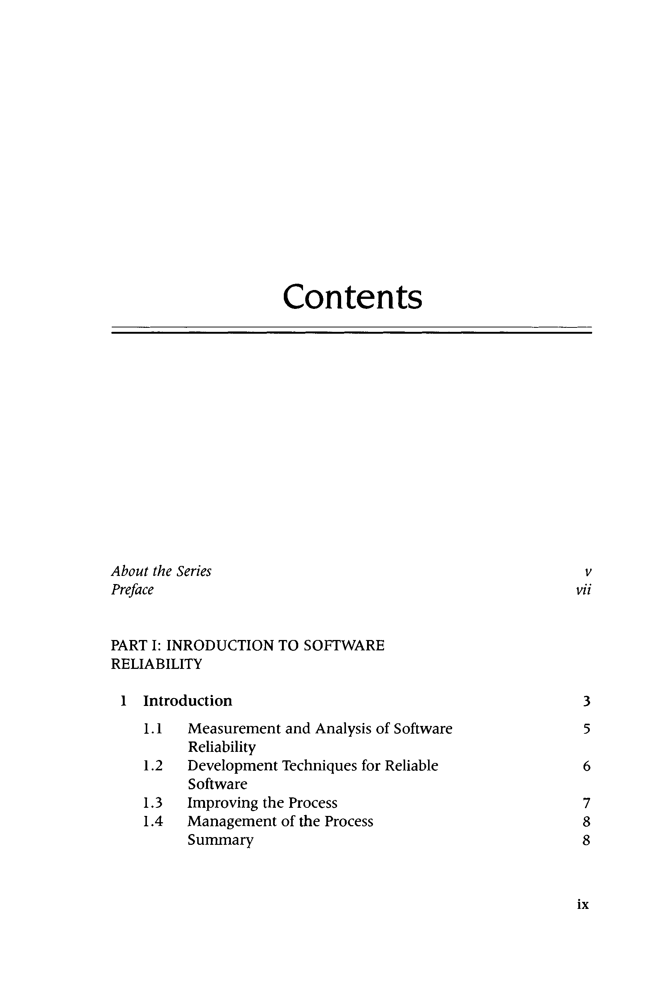 Contents
About the Series v
Preface vii
PART I: INRODUCTION TO SOFTWARE
RELIABILITY
1 Introduction 3
1.1 Measurement and Analysis of Software 5
Reliability
1.2 Development Techniques for Reliable 6
Software
1.3 Improving the Process 7
1.4 Management of the Process 8
Summary 8
ix